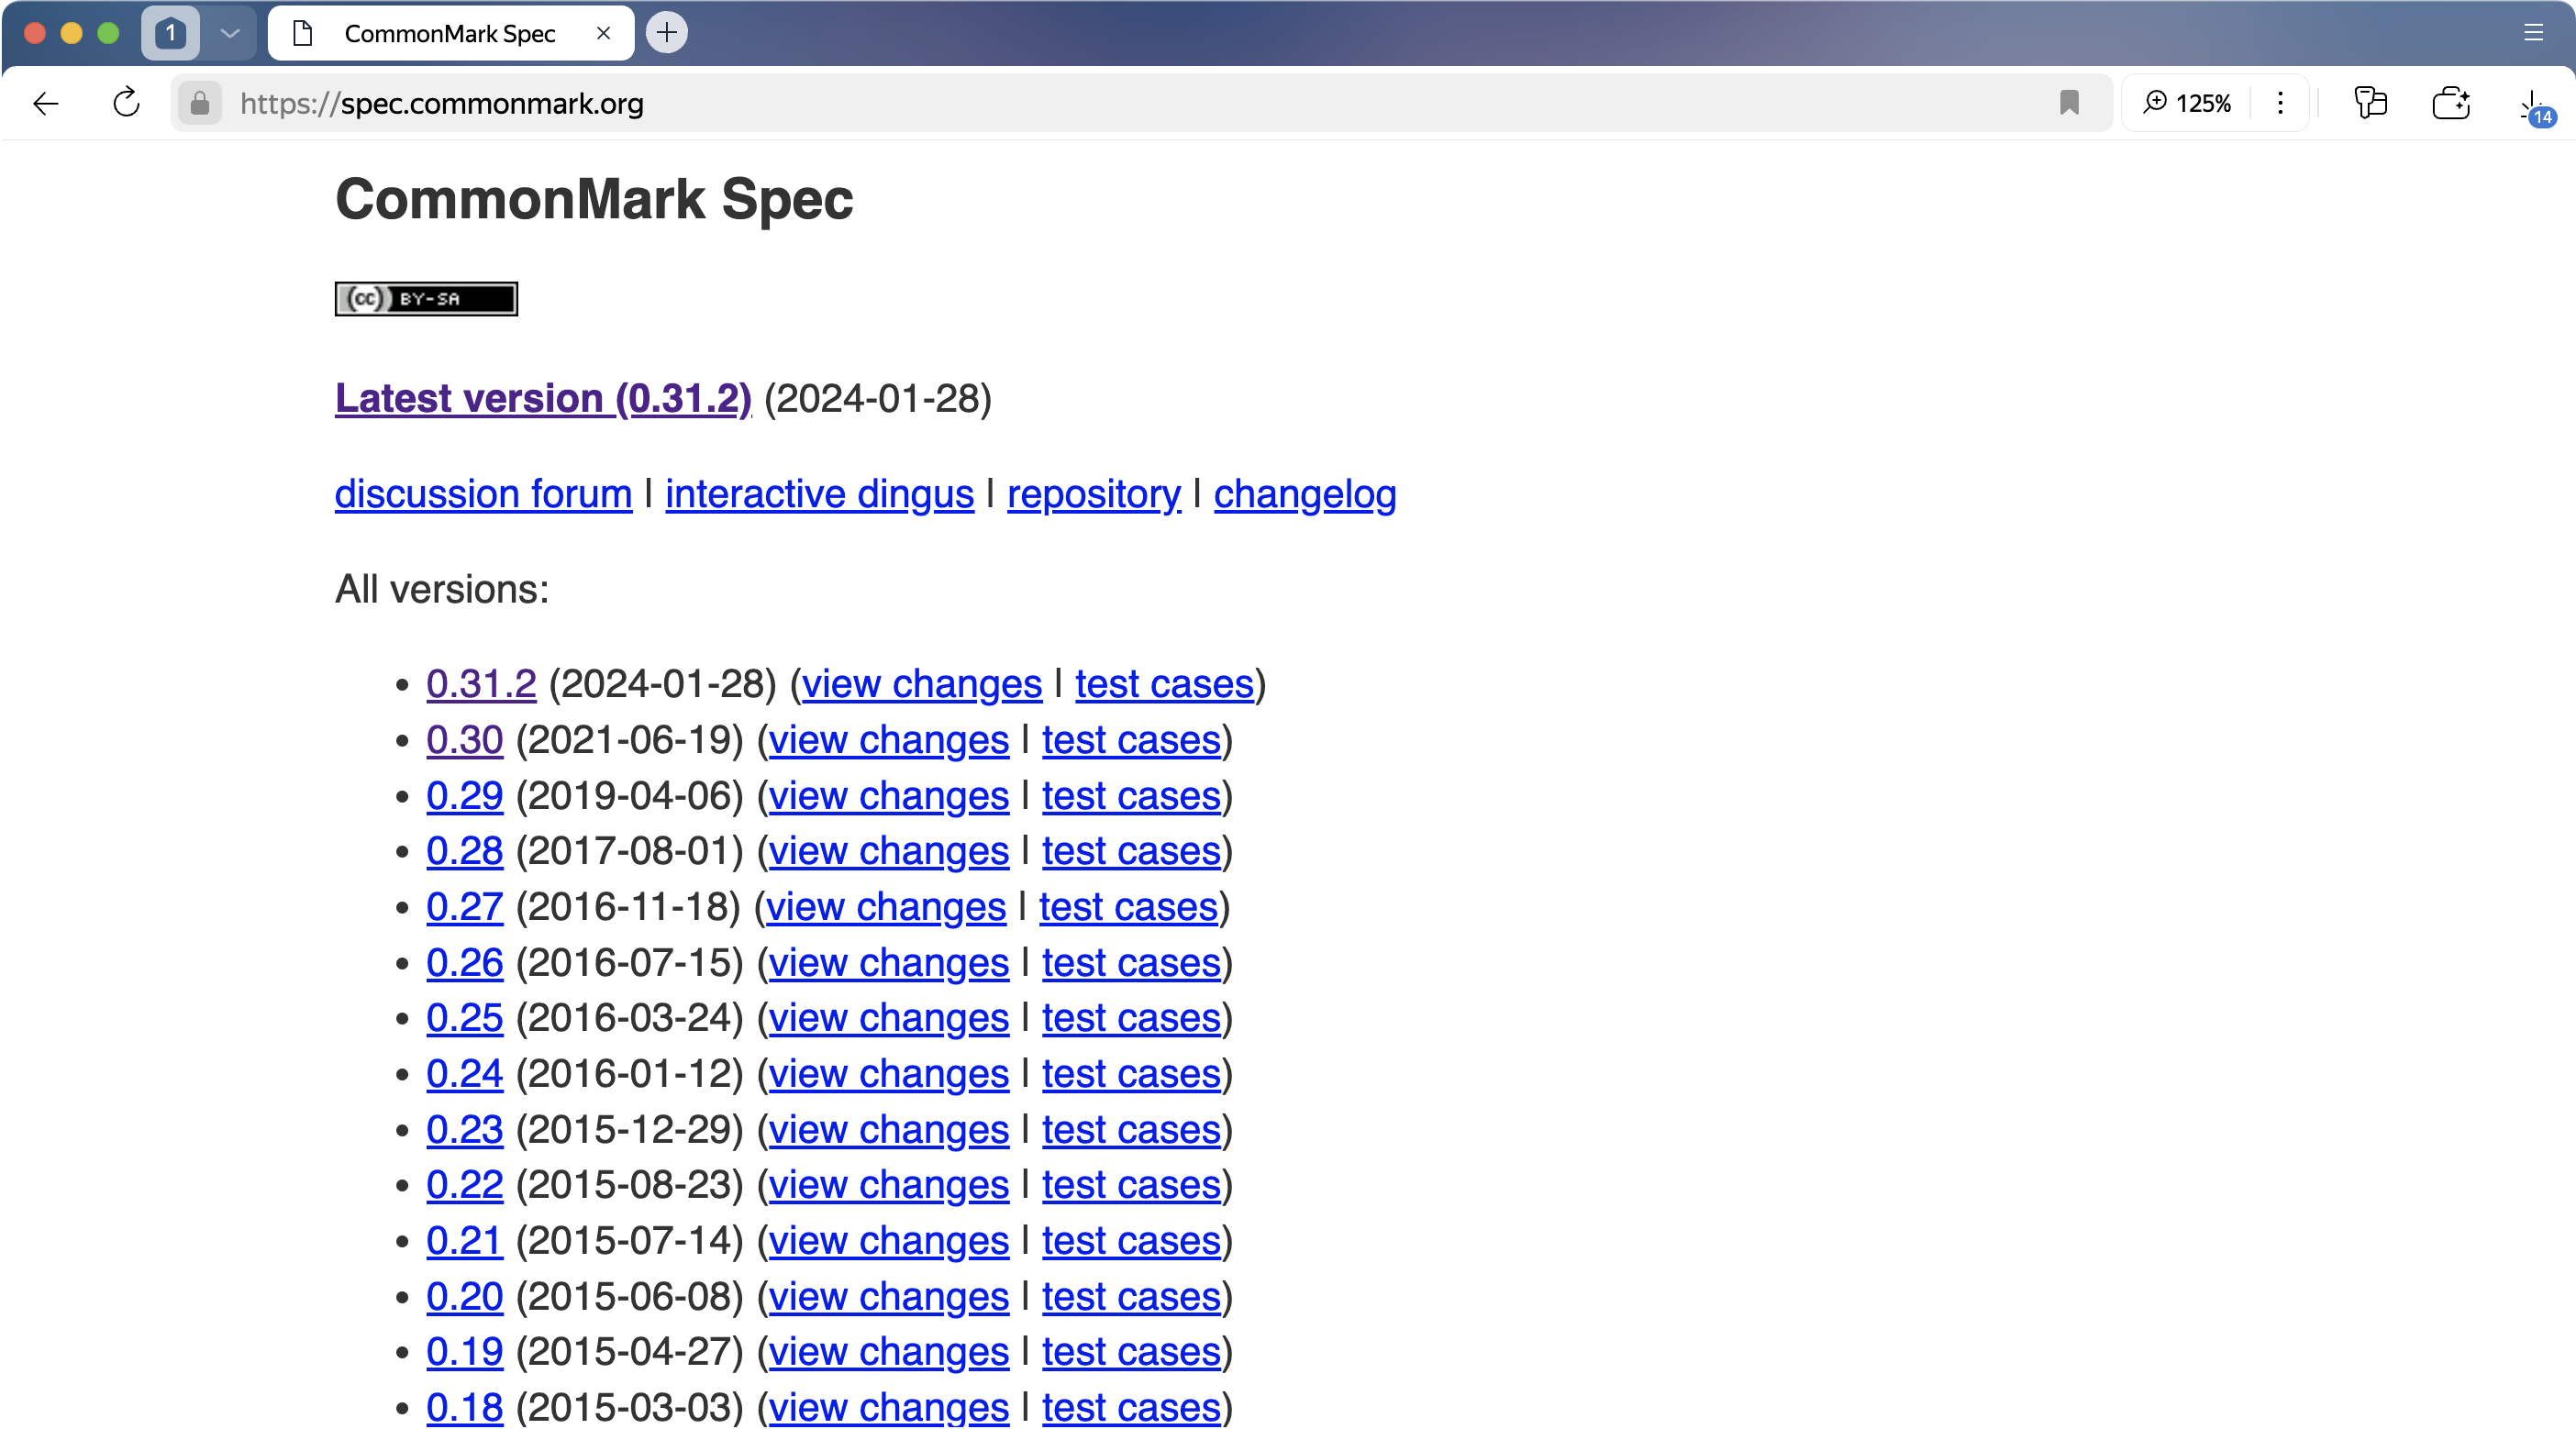 1
CommonMark Spec
https://spec.commonmark.org
125%
14
CommonMark Spec
(cc) BY-SA
Latest version (0.31.2) (2024-01-28)
discussion forum | interactive dingus | repository | changelog
All versions:
• 0.31.2 (2024-01-28) (view changes | test cases)
• 0.30 (2021-06-19) (view changes | test cases)
• 0.29 (2019-04-06) (view changes | test cases)
• 0.28 (2017-08-01) (view changes | test cases)
• 0.27 (2016-11-18) (view changes | test cases)
• 0.26 (2016-07-15) (view changes | test cases)
• 0.25 (2016-03-24) (view changes | test cases)
• 0.24 (2016-01-12) (view changes | test cases)
• 0.23 (2015-12-29) (view changes | test cases)
• 0.22 (2015-08-23) (view changes | test cases)
• 0.21 (2015-07-14) (view changes | test cases)
• 0.20 (2015-06-08) (view changes | test cases)
• 0.19 (2015-04-27) (view changes | test cases)
• 0.18 (2015-03-03) (view changes | test cases)